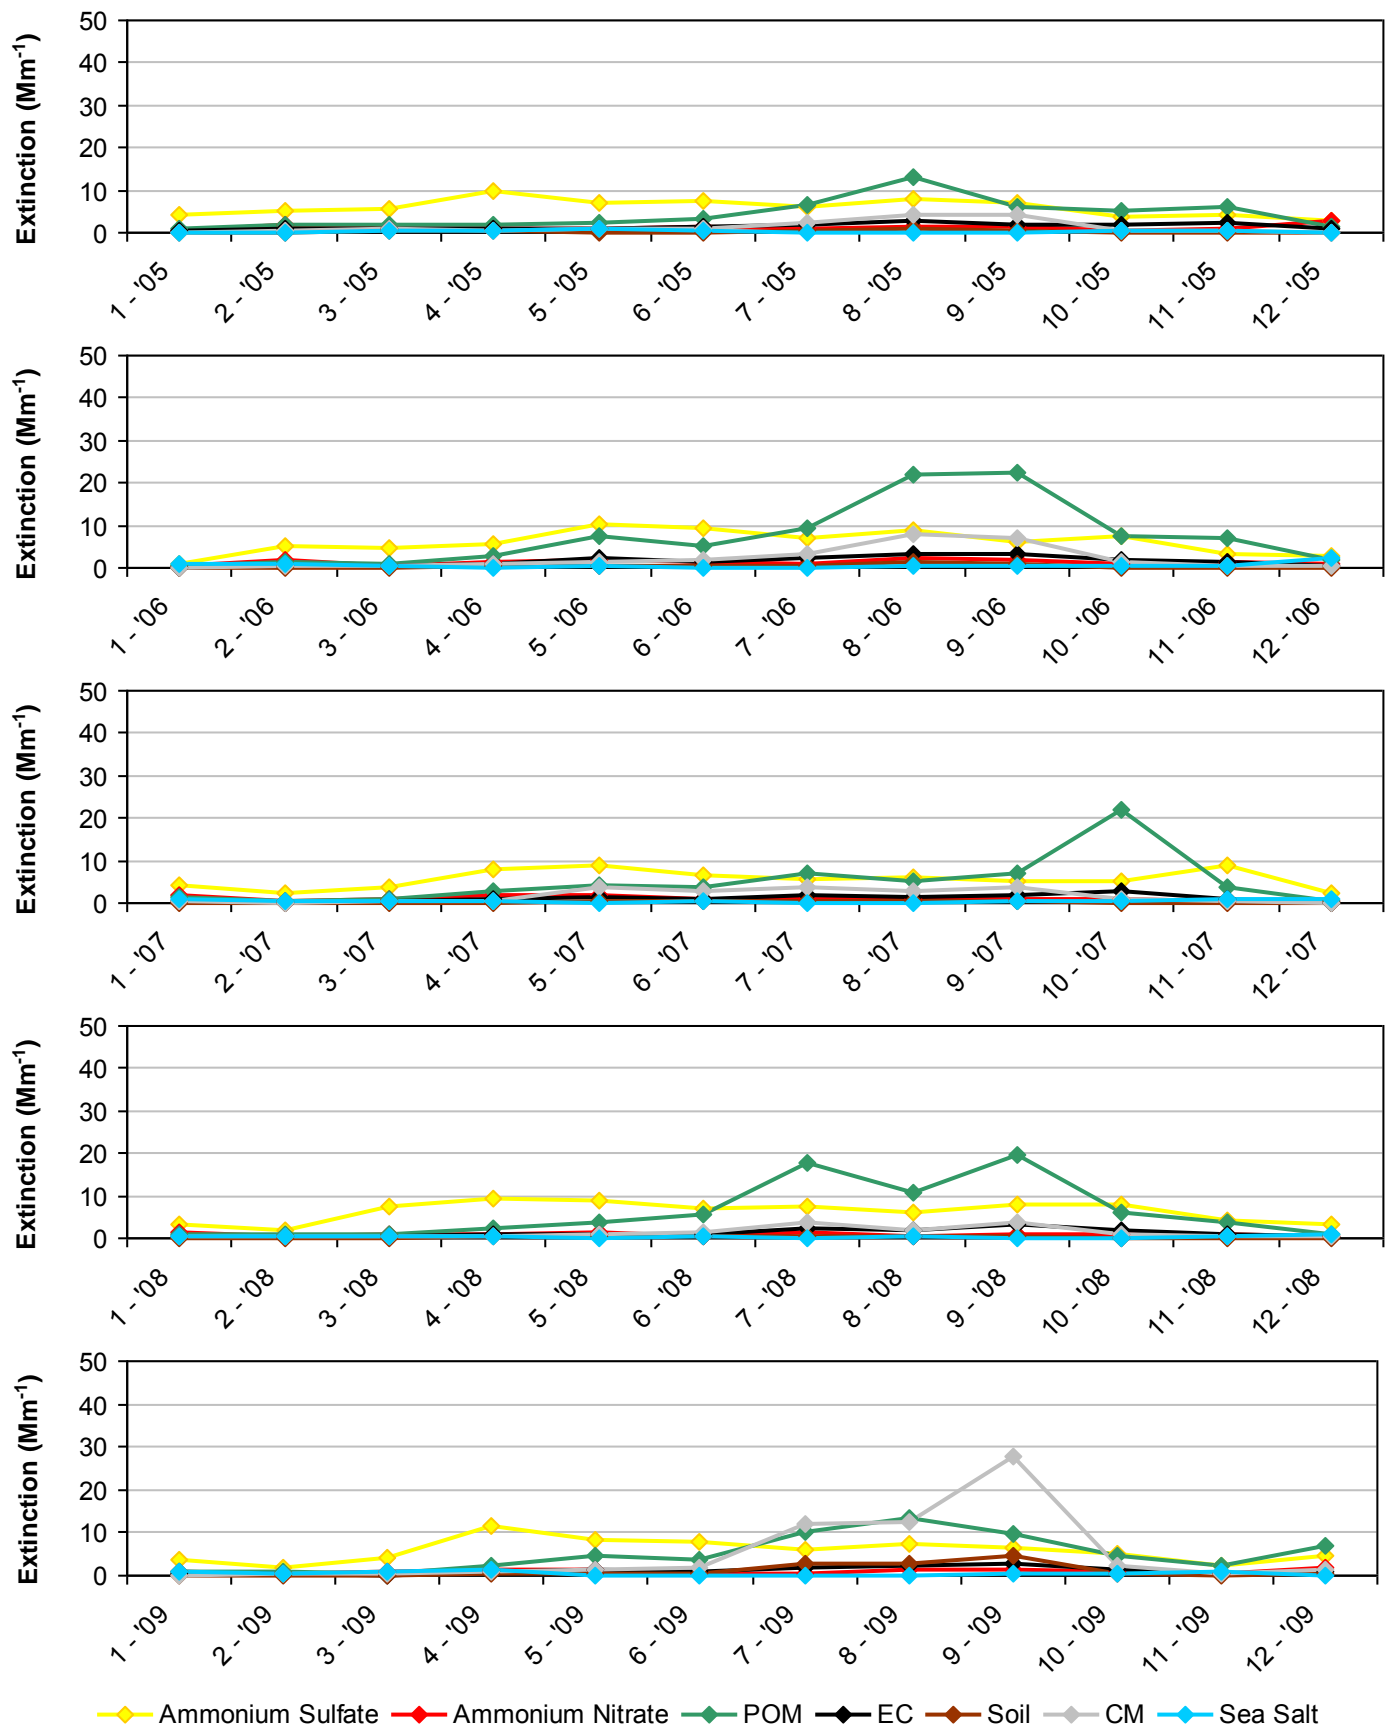 Extinction (Mm-1)
50
40
30
20
10
0
1 - '05
2 - '05
3 - '05
4 - '05
5 - '05
6 - '05
7 - '05
8 - '05
9 - '05
10 - '05
11 - '05
12 - '05
Extinction (Mm-1)
50
40
30
20
10
0
1 - '06
2 - '06
3 - '06
4 - '06
5 - '06
6 - '06
7 - '06
8 - '06
9 - '06
10 - '06
11 - '06
12 - '06
Extinction (Mm-1)
50
40
30
20
10
0
1 - '07
2 - '07
3 - '07
4 - '07
5 - '07
6 - '07
7 - '07
8 - '07
9 - '07
10 - '07
11 - '07
12 - '07
Extinction (Mm-1)
50
40
30
20
10
0
1 - '08
2 - '08
3 - '08
4 - '08
5 - '08
6 - '08
7 - '08
8 - '08
9 - '08
10 - '08
11 - '08
12 - '08
Extinction (Mm-1)
50
40
30
20
10
0
1 - '09
2 - '09
3 - '09
4 - '09
5 - '09
6 - '09
7 - '09
8 - '09
9 - '09
10 - '09
11 - '09
12 - '09
Ammonium Sulfate Ammonium Nitrate POM EC Soil CM Sea Salt